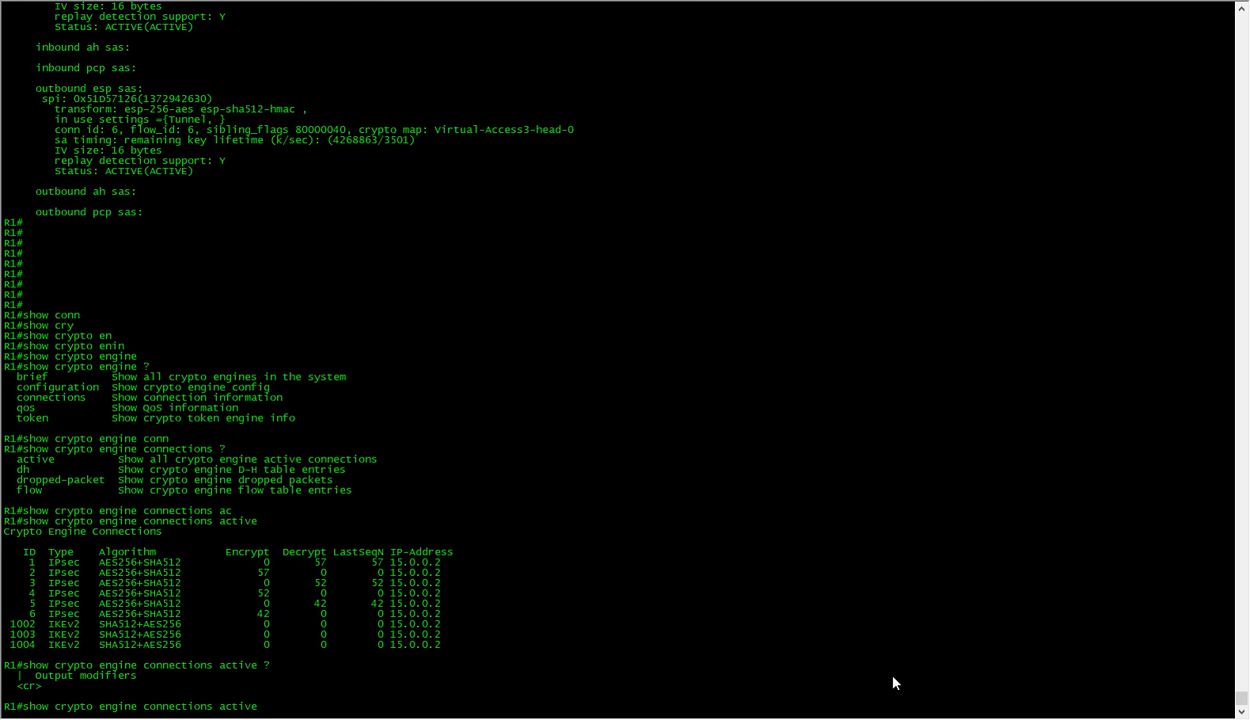 IV size: 16 bytes
replay detection support: Y
Status: ACTIVE(ACTIVE)
inbound ah sas:
inbound pcp sas:
outbound esp sas:
spi: 0x51D57126(1372942630)
transform: esp-256-aes esp-sha512-hmac ,
in use settings ={Tunnel, }
conn id: 6, flow_id: 6, sibling_flags 80000040, crypto map: Virtual-Access3-head-0
sa timing: remaining key lifetime (k/sec): (4268863/3501)
IV size: 16 bytes
replay detection support: Y
Status: ACTIVE(ACTIVE)
outbound ah sas:
outbound pcp sas:
R1#
R1#
R1#
R1#
R1#
R1#
R1#
R1#
R1#
R1#show conn
R1#show cry
R1#show crypto en
R1#show crypto enin
R1#show crypto engine
R1#show crypto engine ?
brief Show all crypto engines in the system
configuration Show crypto engine config
connections Show connection information
qos Show QoS information
token Show crypto token engine info
R1#show crypto engine conn
R1#show crypto engine connections ?
active Show all crypto engine active connections
dh Show crypto engine D-H table entries
dropped-packet Show crypto engine dropped packets
flow Show crypto engine flow table entries
R1#show crypto engine connections ac
R1#show crypto engine connections active
Crypto Engine Connections
ID Type Algorithm Encrypt Decrypt LastSeqN IP-Address
1 IPsec AES256+SHA512 0 57 57 15.0.0.2
2 IPsec AES256+SHA512 57 0 0 15.0.0.2
3 IPsec AES256+SHA512 0 52 52 15.0.0.2
4 IPsec AES256+SHA512 52 0 0 15.0.0.2
5 IPsec AES256+SHA512 0 42 42 15.0.0.2
6 IPsec AES256+SHA512 42 0 0 15.0.0.2
1002 IKEv2 SHA512+AES256 0 0 0 15.0.0.2
1003 IKEv2 SHA512+AES256 0 0 0 15.0.0.2
1004 IKEv2 SHA512+AES256 0 0 0 15.0.0.2
R1#show crypto engine connections active ?
| Output modifiers
<cr>
R1#show crypto engine connections active